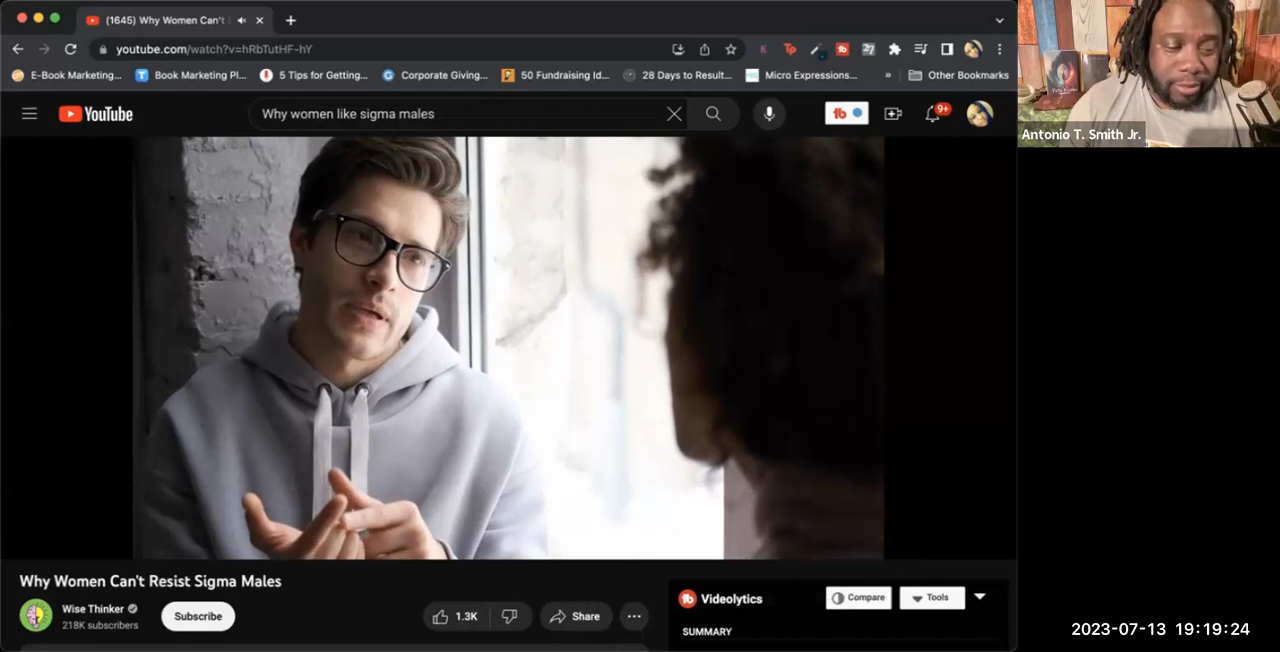 (1645) Why Women Can't
youtube.com/watch?v=hRbTutHF-hY
E-Book Marketing...
Book Marketing Pl...
5 Tips for Getting...
Corporate Giving...
50 Fundraising Id...
28 Days to Result...
Micro Expressions...
»
Other Bookmarks
YouTube
Why women like sigma males
9+
Antonio T. Smith Jr.
Why Women Can't Resist Sigma Males
Wise Thinker
218K subscribers
Subscribe
1.3K
Share
Videolytics
Compare
Tools
SUMMARY
2023-07-13 19:19:24